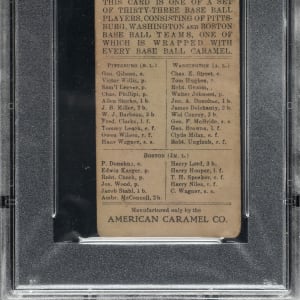 THIS CARD IS ONE OF A SET
OF THIRTY-THREE BASE BALL
PLAYERS, CONSISTING OF PITTS-
BURG, WASHINGTON AND BOSTON
BASE BALL TEAMS, ONE OF
WHICH IS WRAPPED WITH
EVERY BASE BALL CARAMEL.
PITTSBURG (N. L.)
Geo. Gibson, c.
Victor Willis, p.
Sam'l Leever, p.
Chas. Phillipi, p.
Allen Storke, 1 b.
J. B. Miller, 2 b.
W. J. Barbeau, 3 b.
Fred. Clarke, l f.
Tommy Leach, c f.
Owen Wilson, r f.
Hans Wagner, s s.
WASHINGTON (A. L.)
Chas. E. Street, c.
Tom Hughes, p.
Robt. Groom,
Walter Johnson, p.
Jno. A. Donohue, 1 b.
James Delehanty, 2 b.
Wid Conroy, 3 b.
Geo. McBride, s s.
Geo. Browne, l f.
Clyde Milan, c f.
Robt. Unglaub, r f.
BOSTON (A. L.)
P. Donahue, c.
Edwin Karger, p.
Robt. Cicotte, p.
Jos. Wood, p.
Jacob Stahl, 1 b.
Ambr. McConnell, 2 b.
Harry Lord, 3 b.
Harry Hooper, l f.
T. H. Speaker, c f.
Harry Niles, r f.
C. Wagner, s s.
Manufactured only by the
AMERICAN CARAMEL CO.